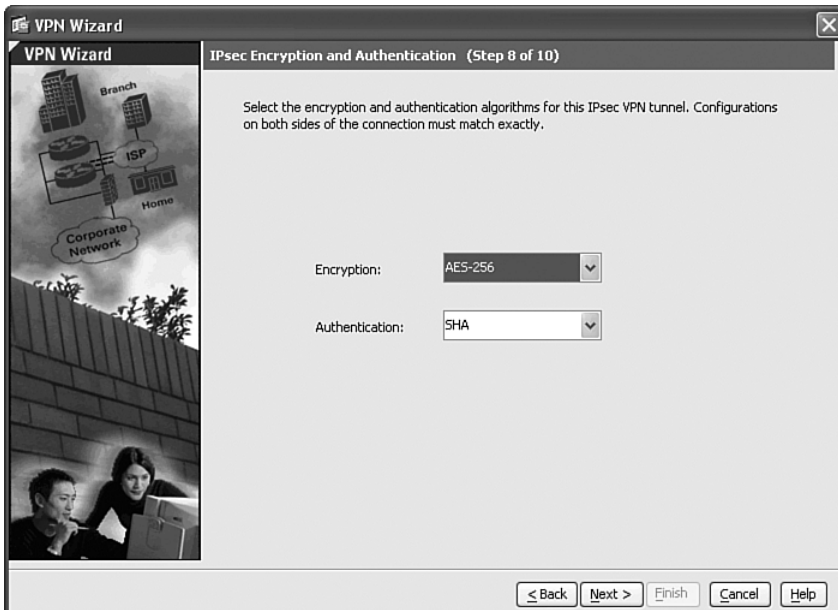 VPN Wizard
VPN Wizard
IPsec Encryption and Authentication (Step 8 of 10)
Branch
ISP
Home
Corporate
Network
Select the encryption and authentication algorithms for this IPsec VPN tunnel. Configurations
on both sides of the connection must match exactly.
Encryption:
AES-256
Authentication:
SHA
< Back
Next >
Finish
Cancel
Help